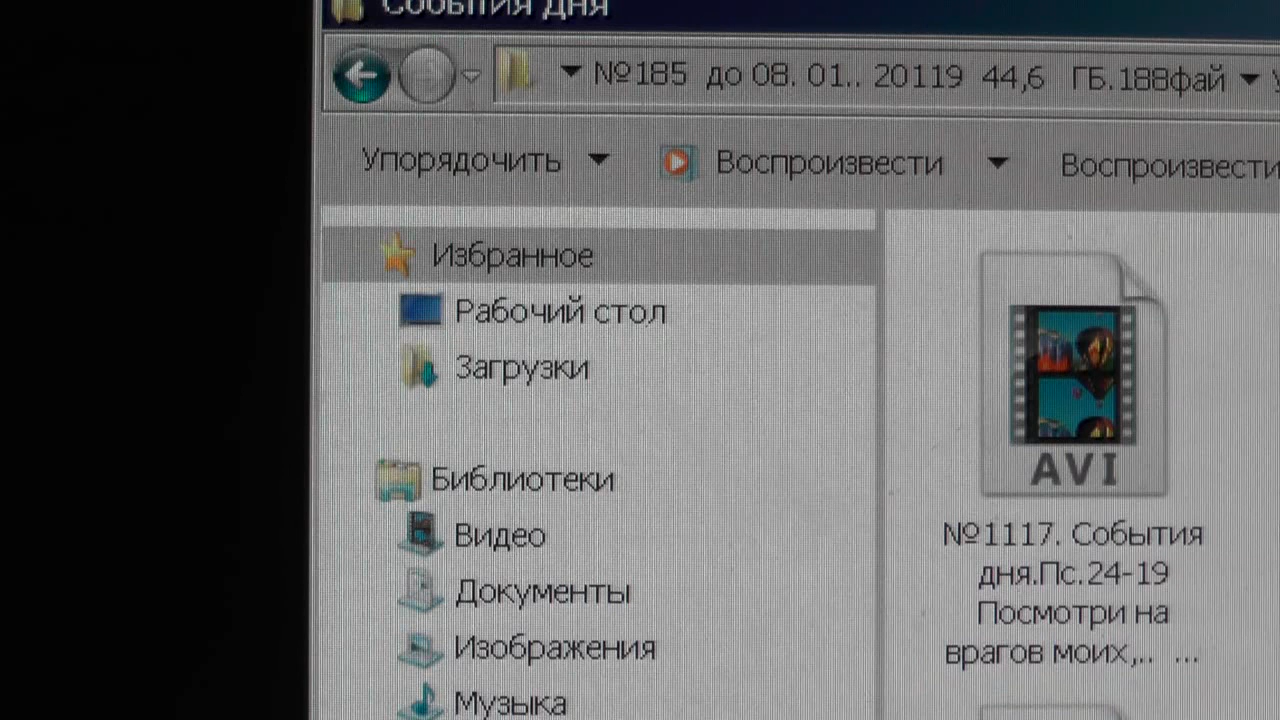 События дня
№185 до 08. 01.. 20119 44,6 ГБ.188фай
Упорядочить Воспроизвести Воспроизвести
Избранное
Рабочий стол
Загрузки
Библиотеки
Видео
Документы
Изображения
Музыка
AVI
№1117. События
дня.Пс.24-19
Посмотри на
врагов моих,.. ...